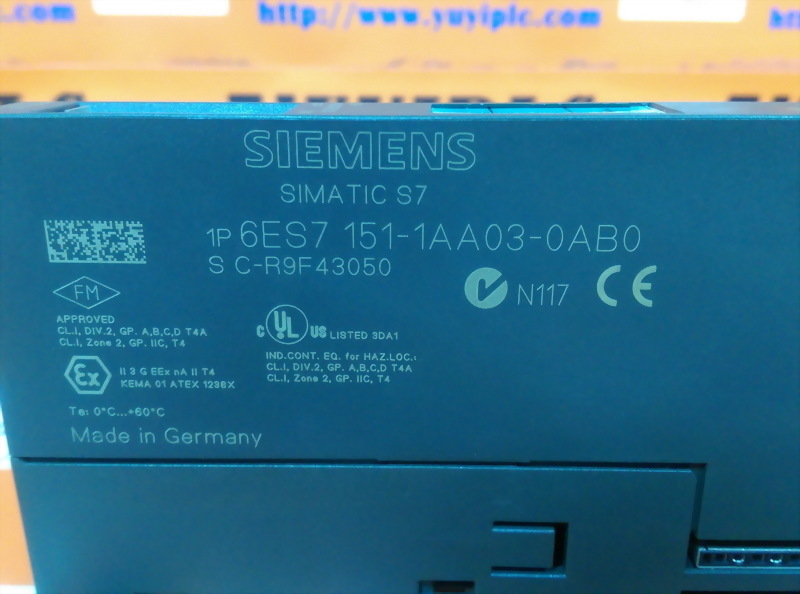 http://www.yuyiplc.com
SIEMENS
SIMATIC S7
1P 6ES7 151-1AA03-0AB0
S C-R9F43050
N117 CE
FM
APPROVED
CL.I, DIV.2, GP. A,B,C,D T4A
CL.I, Zone 2, GP. IIC, T4
c UL US LISTED 3DA1
IND.CONT. EQ. for HAZ.LOC.:
CL.I, DIV.2, GP. A,B,C,D T4A
CL.I, Zone 2, GP. IIC, T4
Ex II 3 G EEx nA II T4
KEMA 01 ATEX 1238X
Ta: 0°C...+60°C
Made in Germany